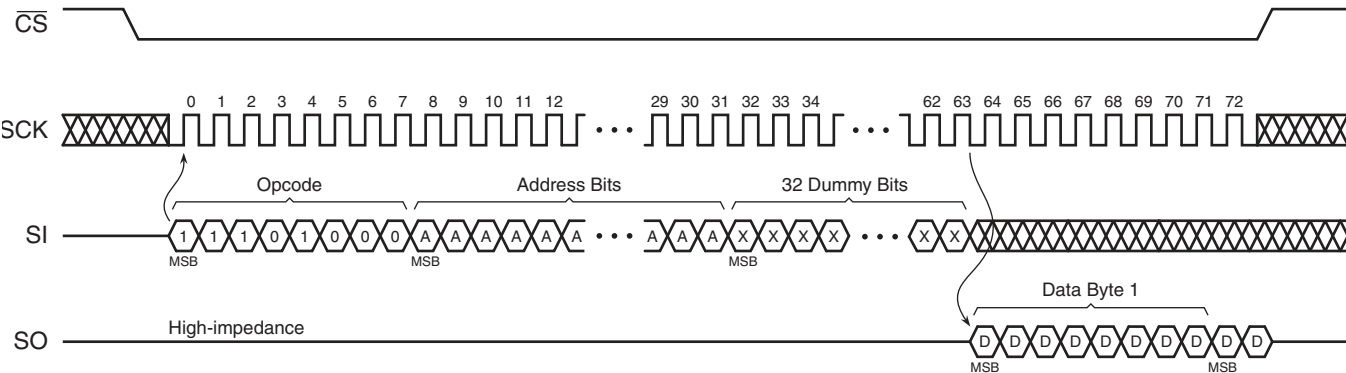 CS
0 1 2 3 4 5 6 7 8 9 10 11 12 29 30 31 32 33 34 62 63 64 65 66 67 68 69 70 71 72
SCK
Opcode Address Bits 32 Dummy Bits
SI 1 1 1 0 1 0 0 0 A A A A A A • • • A A A X X X X • • • X X
MSB MSB MSB
Data Byte 1
High-impedance
SO D D D D D D D D D D
MSB MSB